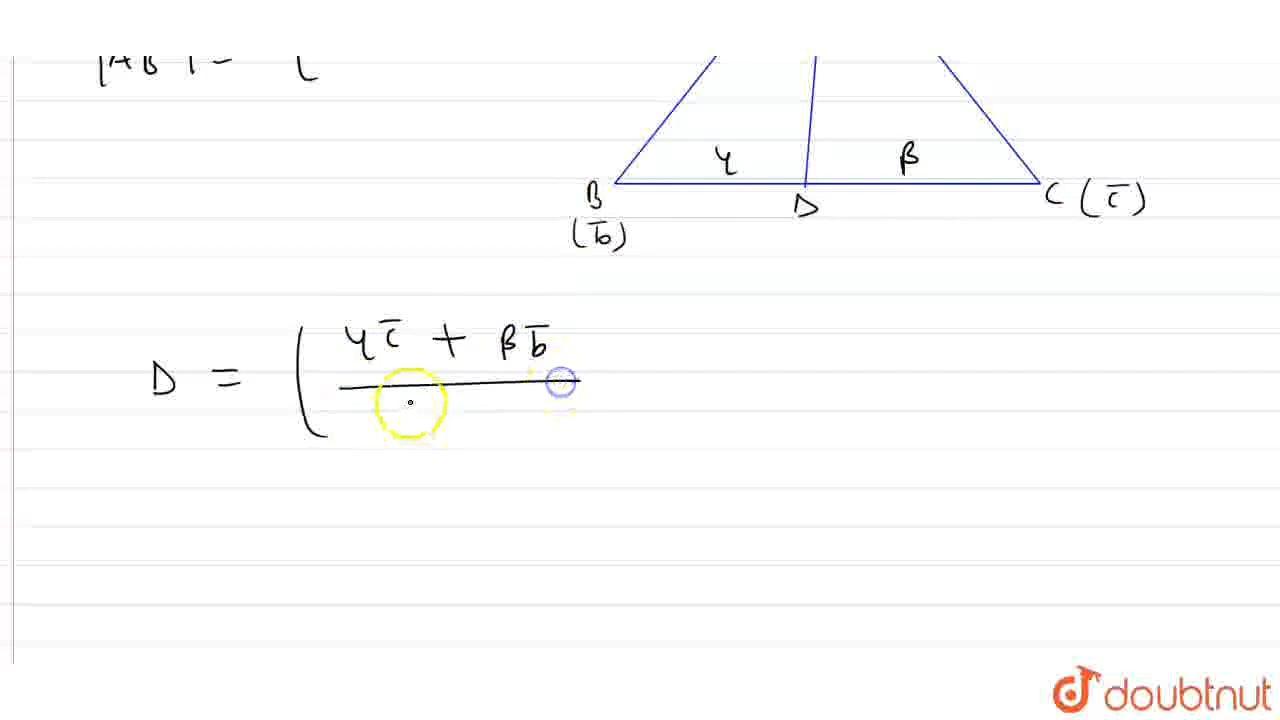 |AB|= γ
γ β
B D C (c̄)
(b̄)
D = ( γc̄ + βb̄
doubtnut